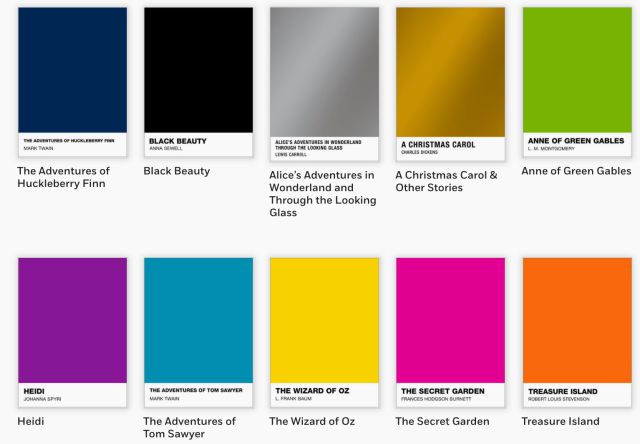 THE ADVENTURES OF HUCKLEBERRY FINN
MARK TWAIN
The Adventures of
Huckleberry Finn
BLACK BEAUTY
ANNA SEWELL
Black Beauty
ALICE'S ADVENTURES IN WONDERLAND
THROUGH THE LOOKING GLASS
LEWIS CARROLL
Alice's Adventures in
Wonderland and
Through the Looking
Glass
A CHRISTMAS CAROL
CHARLES DICKENS
A Christmas Carol &
Other Stories
ANNE OF GREEN GABLES
L. M. MONTGOMERY
Anne of Green Gables
HEIDI
JOHANNA SPYRI
Heidi
THE ADVENTURES OF TOM SAWYER
MARK TWAIN
The Adventures of
Tom Sawyer
THE WIZARD OF OZ
L. FRANK BAUM
The Wizard of Oz
THE SECRET GARDEN
FRANCES HODGSON BURNETT
The Secret Garden
TREASURE ISLAND
ROBERT LOUIS STEVENSON
Treasure Island